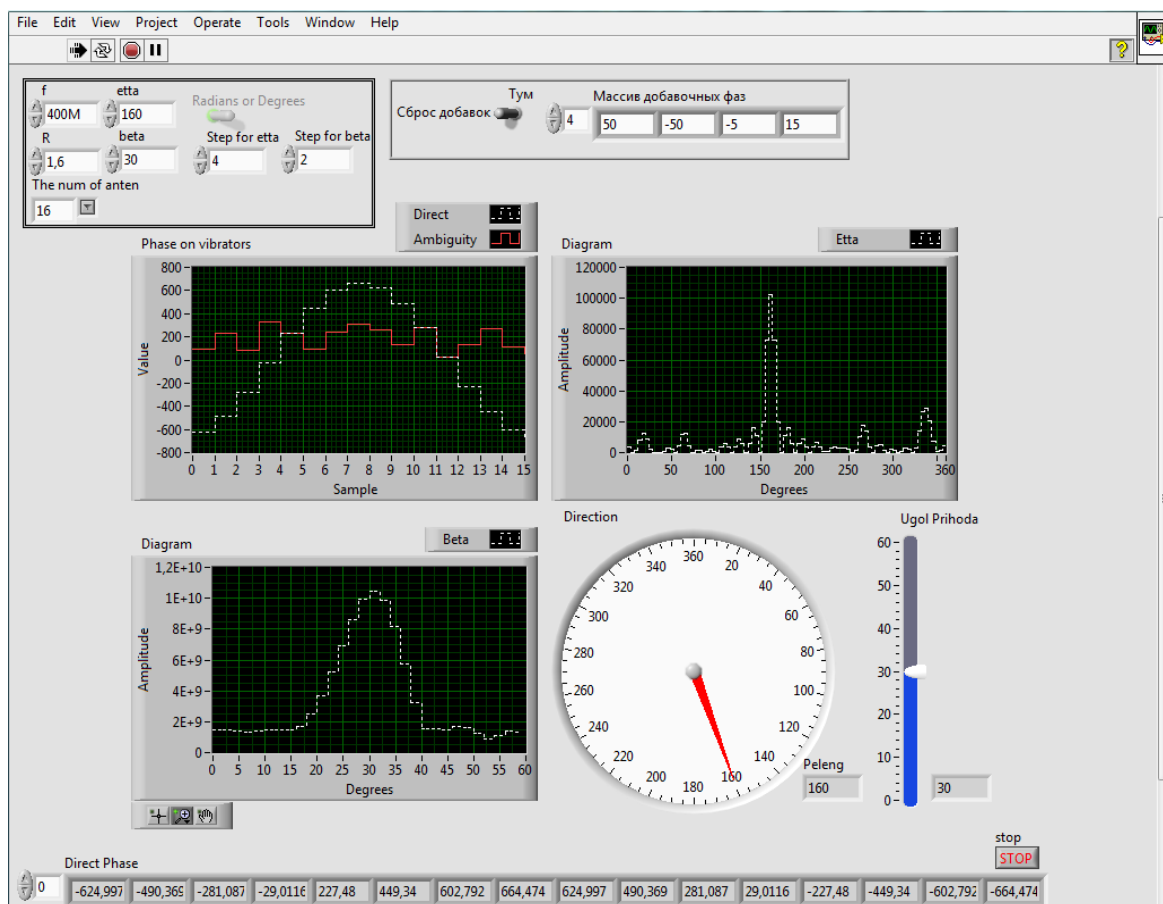 File Edit View Project Operate Tools Window Help
f etta Radians or Degrees
400M 160
R beta Step for etta Step for beta
1,6 30 4 2
The num of anten
16
Сброс добавок Тум Массив добавочных фаз
4 50 -50 -5 15
Direct
Ambiguity
Phase on vibrators
Value
800
600
400
200
0
-200
-400
-600
-800
0 1 2 3 4 5 6 7 8 9 10 11 12 13 14 15
Sample
Etta
Diagram
Amplitude
120000
100000
80000
60000
40000
20000
0
0 50 100 150 200 250 300 360
Degrees
Beta
Diagram
Amplitude
1,2E+10
1E+10
8E+9
6E+9
4E+9
2E+9
0
0 5 10 15 20 25 30 35 40 45 50 55 60
Degrees
Direction
360
20
40
60
80
100
120
140
160
180
200
220
240
260
280
300
320
340
Peleng
160
Ugol Prihoda
60
50
40
30
20
10
0
30
stop
STOP
Direct Phase
0 -624,997 -490,369 -281,087 -29,0116 227,48 449,34 602,792 664,474 624,997 490,369 281,087 29,0116 -227,48 -449,34 -602,792 -664,474